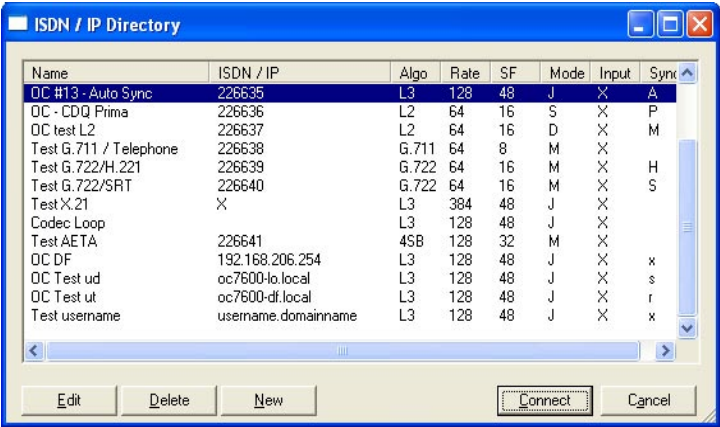 ISDN / IP Directory
Name ISDN / IP Algo Rate SF Mode Input Sync
OC #13 - Auto Sync 226635 L3 128 48 J X A
OC - CDQ Prima 226636 L2 64 16 S X P
OC test L2 226637 L2 64 16 D X M
Test G.711 / Telephone 226638 G.711 64 8 M X
Test G.722/H.221 226639 G.722 64 16 M X H
Test G.722/SRT 226640 G.722 64 16 M X S
Test X.21 X L3 384 48 J X
Codec Loop L3 128 48 J X
Test AETA 226641 4SB 128 32 M X
OC DF 192.168.206.254 L3 128 48 J X x
OC Test ud oc7600-lo.local L3 128 48 J X s
OC Test ut oc7600-df.local L3 128 48 J X r
Test username username.domainname L3 128 48 J X x
Edit Delete New Connect Cancel